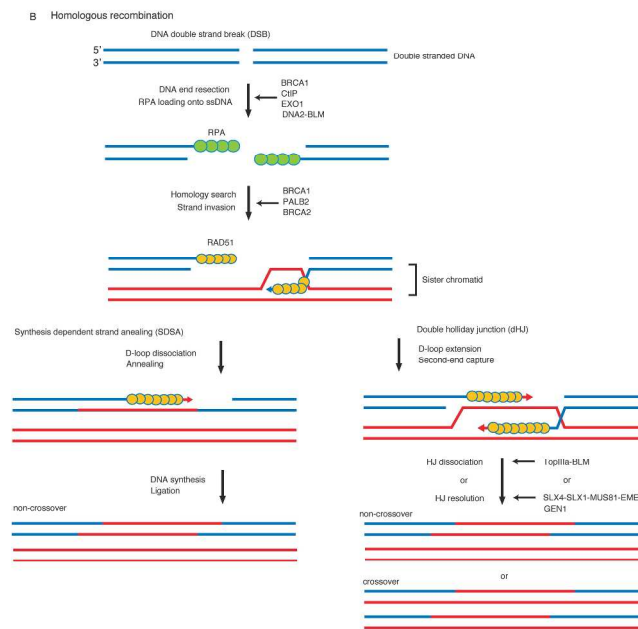 B Homologous recombination
DNA double strand break (DSB)
5'
3'
Double stranded DNA
DNA end resection
RPA loading onto ssDNA
BRCA1
CtIP
EXO1
DNA2-BLM
RPA
Homology search
Strand invasion
BRCA1
PALB2
BRCA2
RAD51
Sister chromatid
Synthesis dependent strand anealing (SDSA)
D-loop dissociation
Annealing
Double holliday junction (dHJ)
D-loop extension
Second-end capture
DNA synthesis
Ligation
non-crossover
HJ dissociation
TopIIIa-BLM
or
or
HJ resolution
SLX4-SLX1-MUS81-EME
GEN1
non-crossover
or
crossover